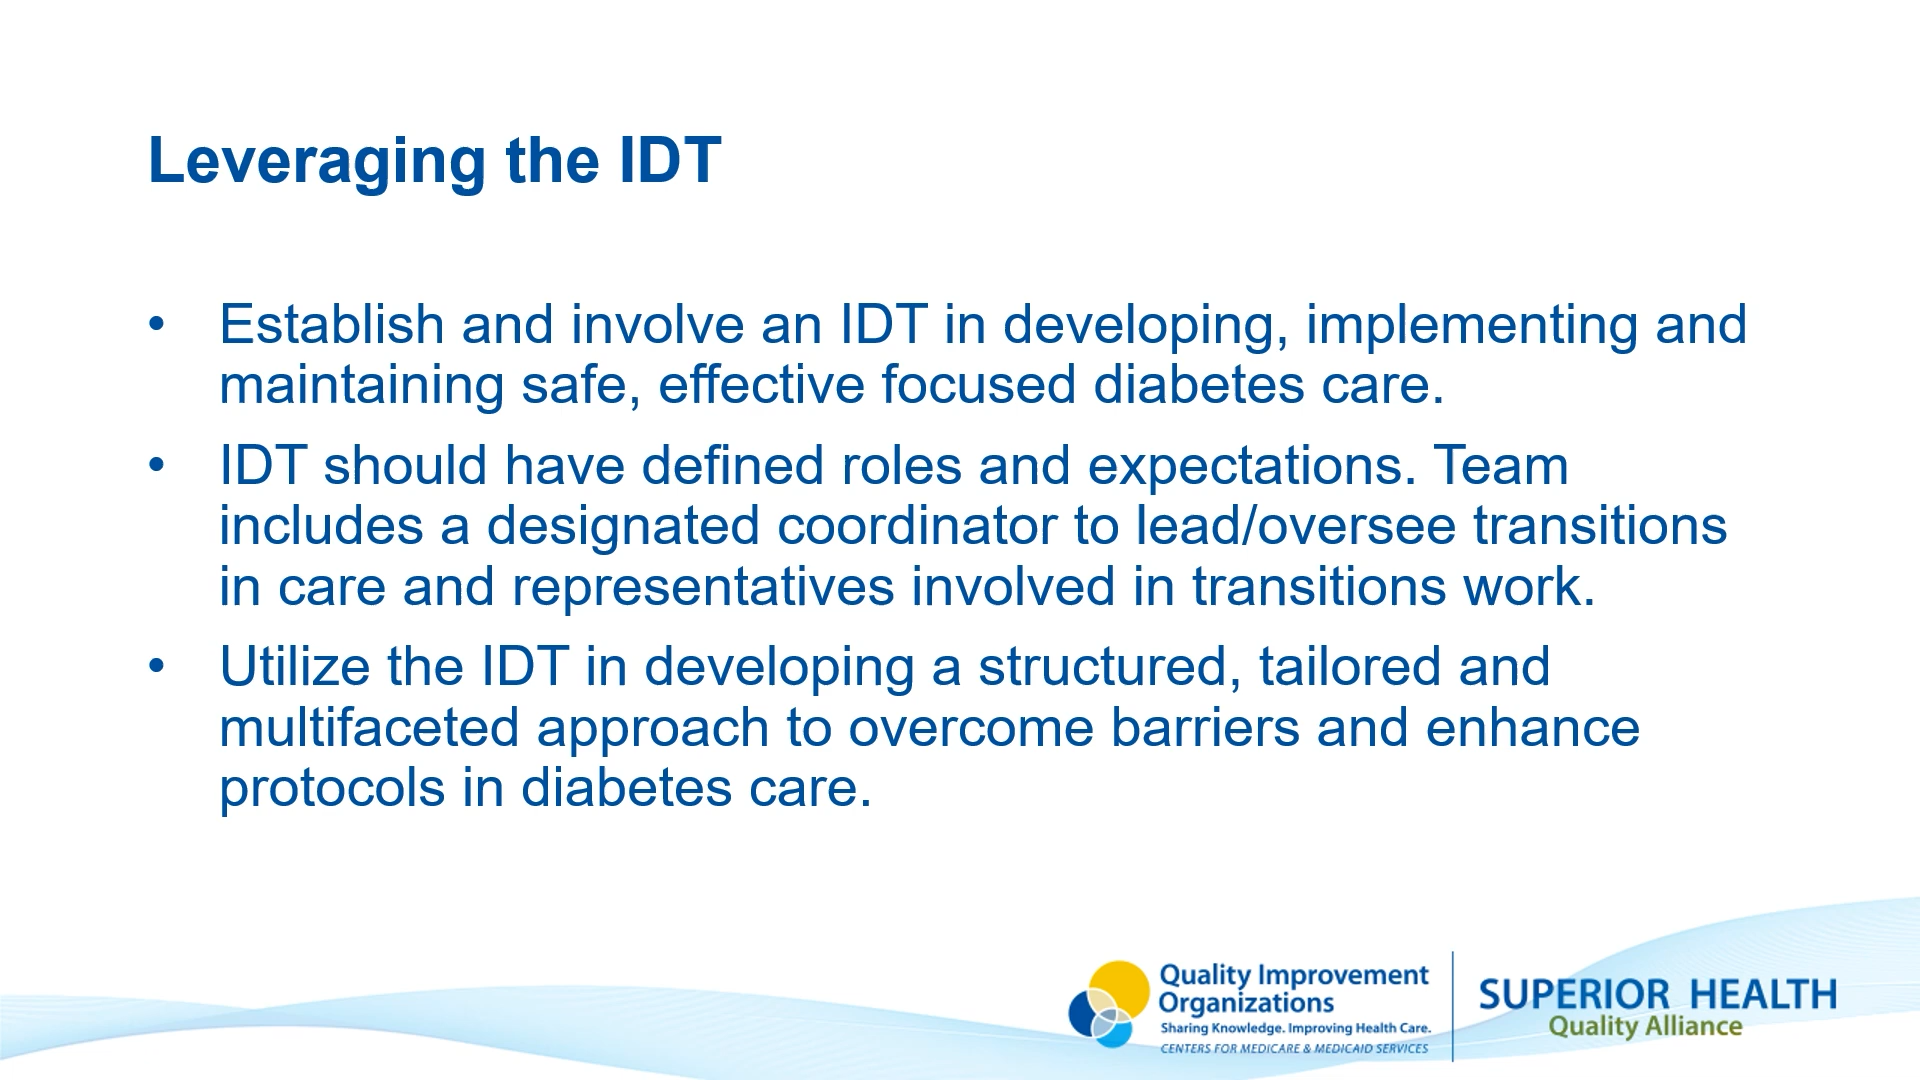 Leveraging the IDT
• Establish and involve an IDT in developing, implementing and
maintaining safe, effective focused diabetes care.
• IDT should have defined roles and expectations. Team
includes a designated coordinator to lead/oversee transitions
in care and representatives involved in transitions work.
• Utilize the IDT in developing a structured, tailored and
multifaceted approach to overcome barriers and enhance
protocols in diabetes care.
Quality Improvement
Organizations
Sharing Knowledge. Improving Health Care.
CENTERS FOR MEDICARE & MEDICAID SERVICES
SUPERIOR HEALTH
Quality Alliance